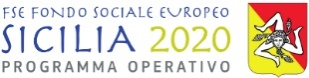 FSE FONDO SOCIALE EUROPEO
SICILIA 2020
PROGRAMMA OPERATIVO